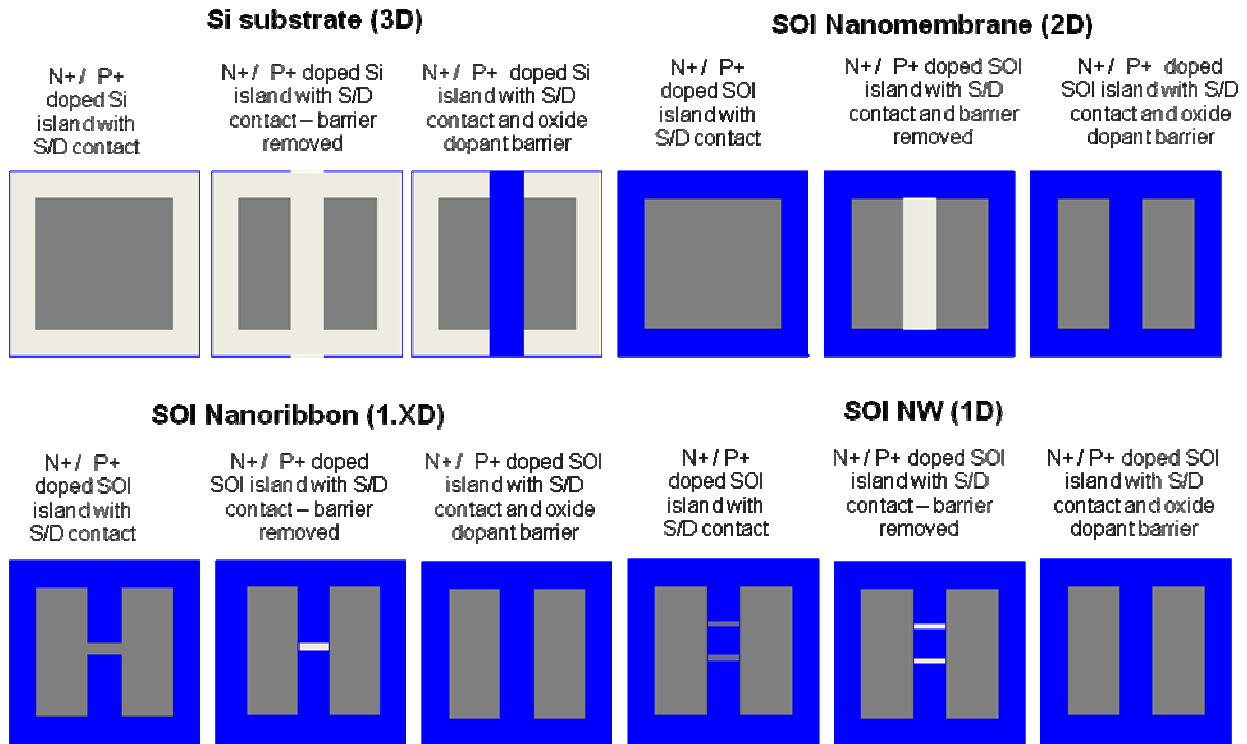 Si substrate (3D)
N+ / P+
doped Si
island with
S/D contact
N+ / P+ doped Si
island with S/D
contact – barrier
removed
N+ / P+ doped Si
island with S/D
contact and oxide
dopant barrier
SOI Nanomembrane (2D)
N+ / P+
doped SOI
island with
S/D contact
N+ / P+ doped SOI
island with S/D
contact and barrier
removed
N+ / P+ doped
SOI island with S/D
contact and oxide
dopant barrier
SOI Nanoribbon (1.XD)
N+ / P+
doped SOI
island with
S/D contact
N+ / P+ doped
SOI island with S/D
contact – barrier
removed
N+ / P+ doped SOI
island with S/D
contact and oxide
dopant barrier
SOI NW (1D)
N+ / P+
doped SOI
island with
S/D contact
N+ / P+ doped SOI
island with S/D
contact – barrier
removed
N+ / P+ doped SOI
island with S/D
contact and oxide
dopant barrier